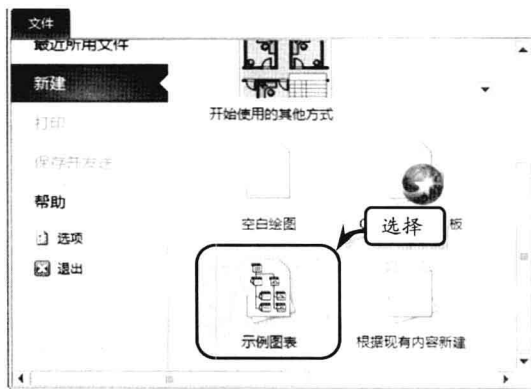 文件
最近所用文件
新建
打印
保存并发送
帮助
选项
退出
开始使用的其他方式
空白绘图
板
选择
示例图表
根据现有内容新建